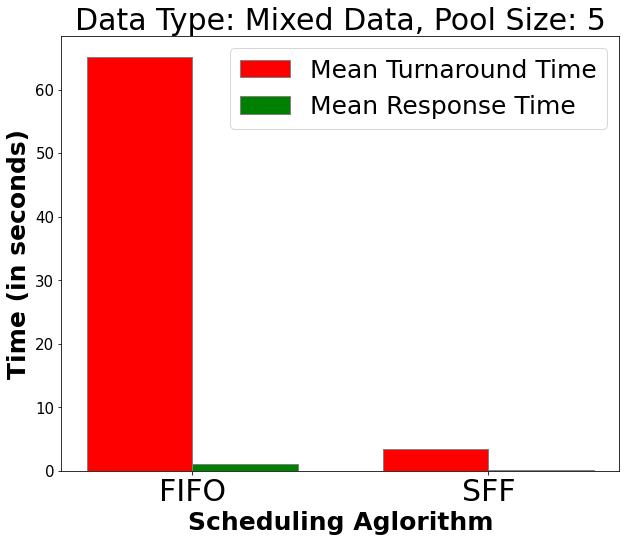 Data Type: Mixed Data, Pool Size: 5
Mean Turnaround Time
Mean Response Time
Time (in seconds)
60
50
40
30
20
10
0
FIFO
SFF
Scheduling Aglorithm